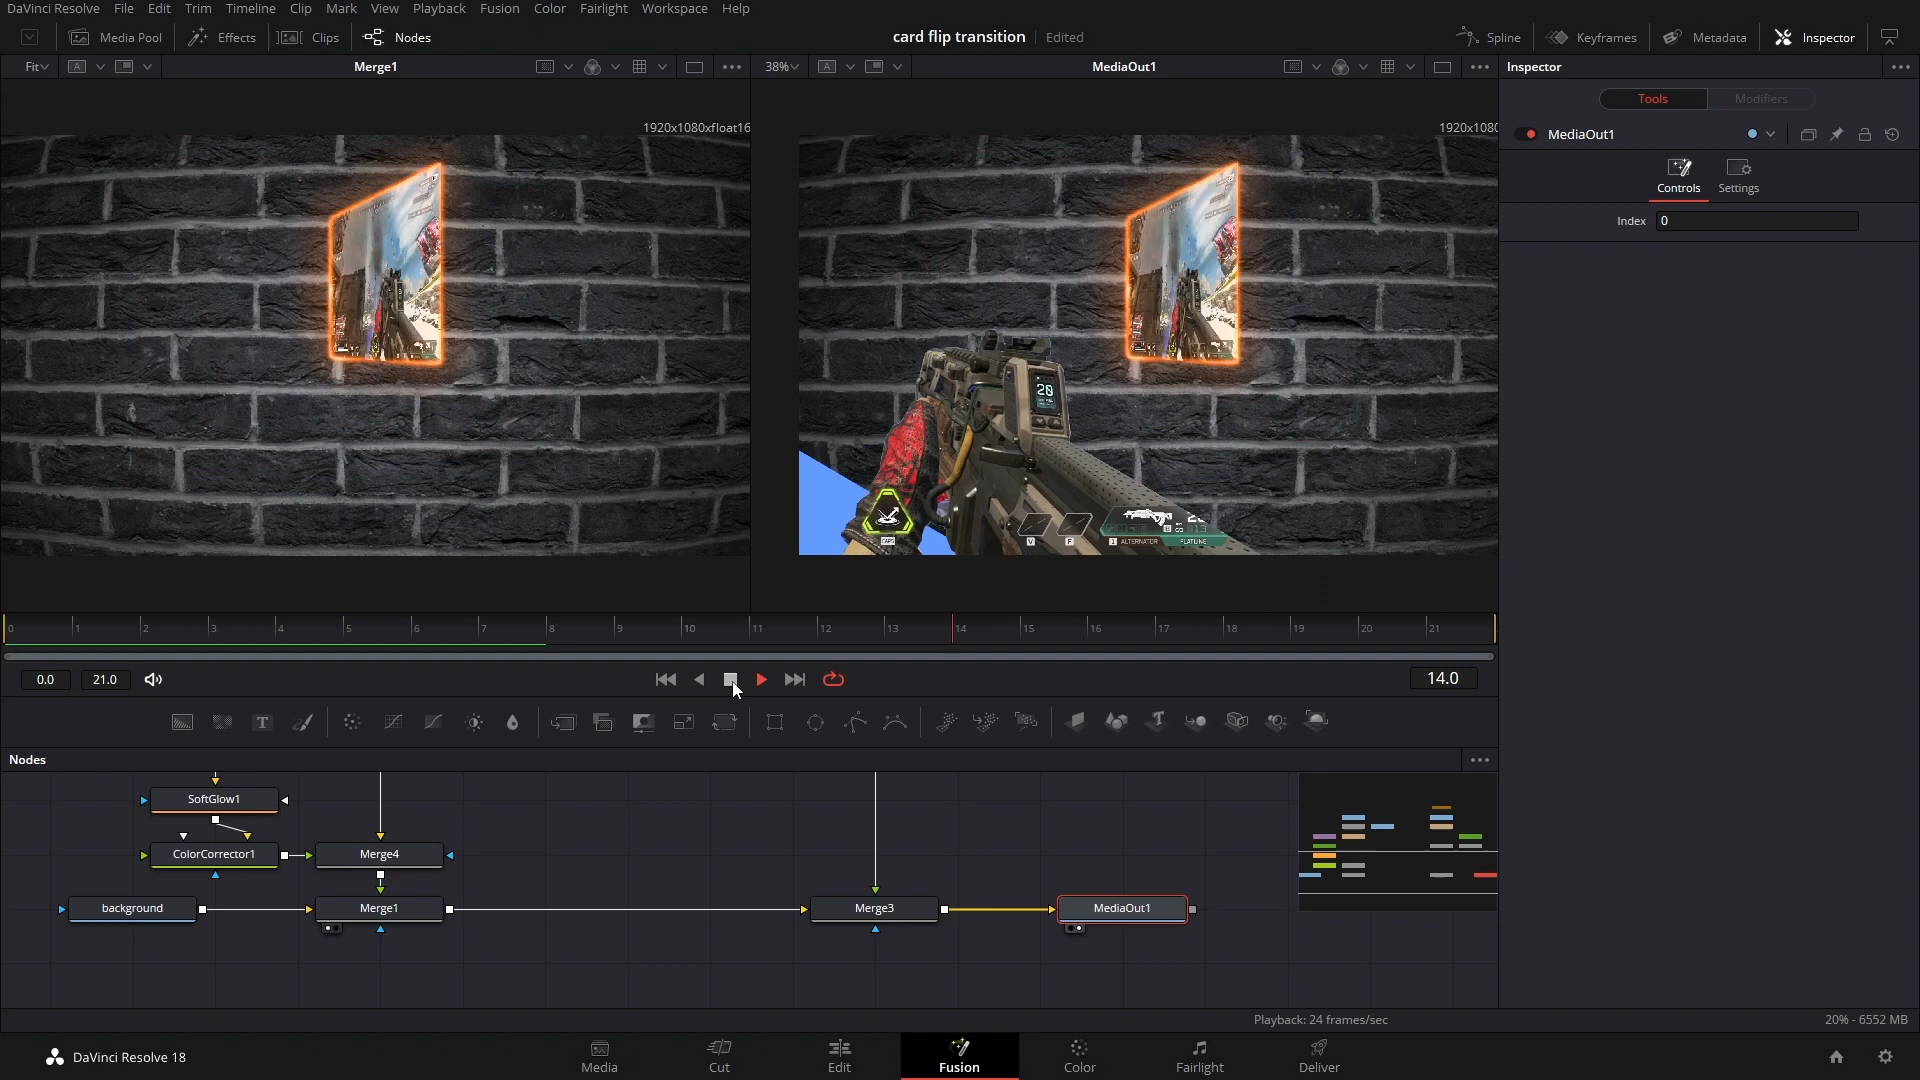 DaVinci Resolve File Edit Trim Timeline Clip Mark View Playback Fusion Color Fairlight Workspace Help
Media Pool Effects Clips Nodes card flip transition Edited Spline Keyframes Metadata Inspector
Fit A Merge1 38% A MediaOut1 Inspector
Tools Modifiers
1920x1080xfloat16 1920x1080
MediaOut1
Controls Settings
Index 0
20
CAPS V F 1 ALTERNATOR FLATLINE
0 1 2 3 4 5 6 7 8 9 10 11 12 13 14 15 16 17 18 19 20 21
0.0 21.0 14.0
T T
Nodes
SoftGlow1
ColorCorrector1 Merge4
background Merge1 Merge3 MediaOut1
Playback: 24 frames/sec 20% - 6552 MB
DaVinci Resolve 18 Media Cut Edit Fusion Color Fairlight Deliver